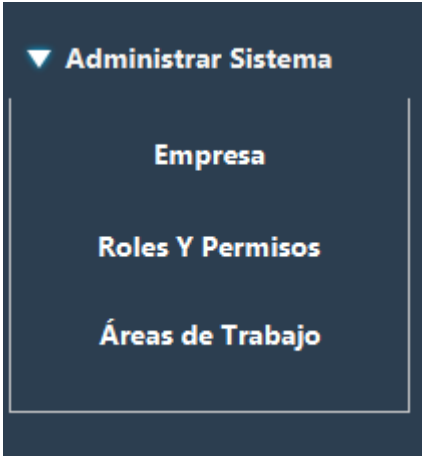 Administrar Sistema
Empresa
Roles Y Permisos
Áreas de Trabajo